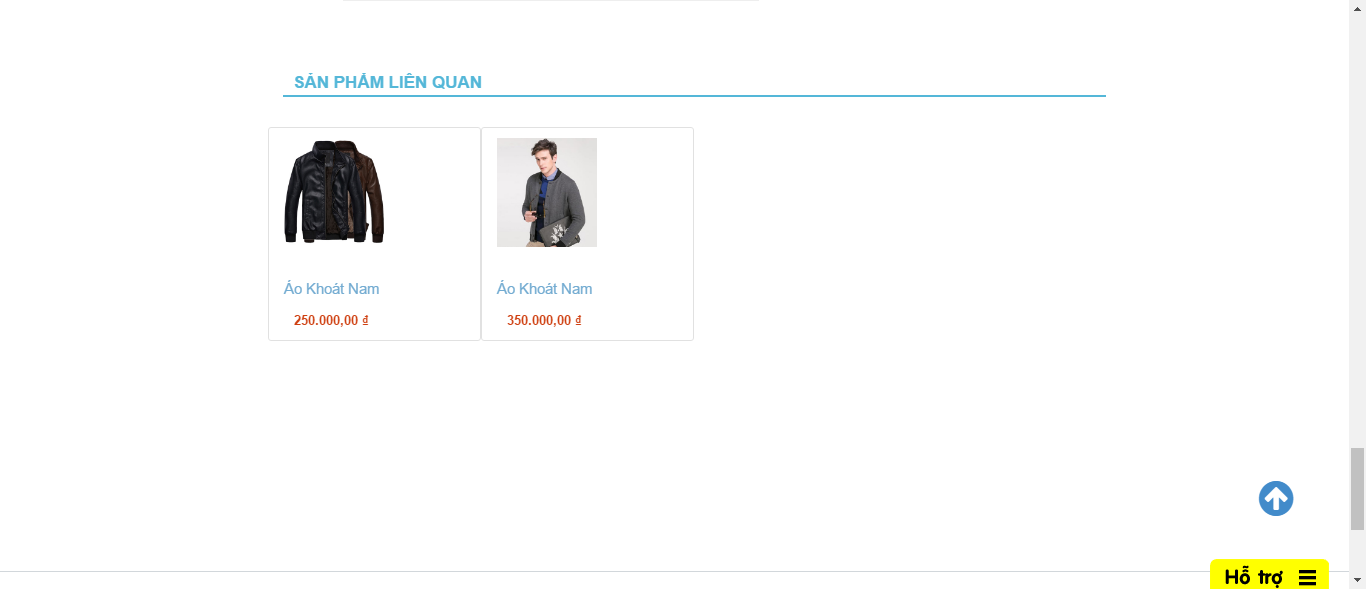 SẢN PHẨM LIÊN QUAN
Áo Khoát Nam
Áo Khoát Nam
250.000,00 ₫
350.000,00 ₫
Hỗ trợ